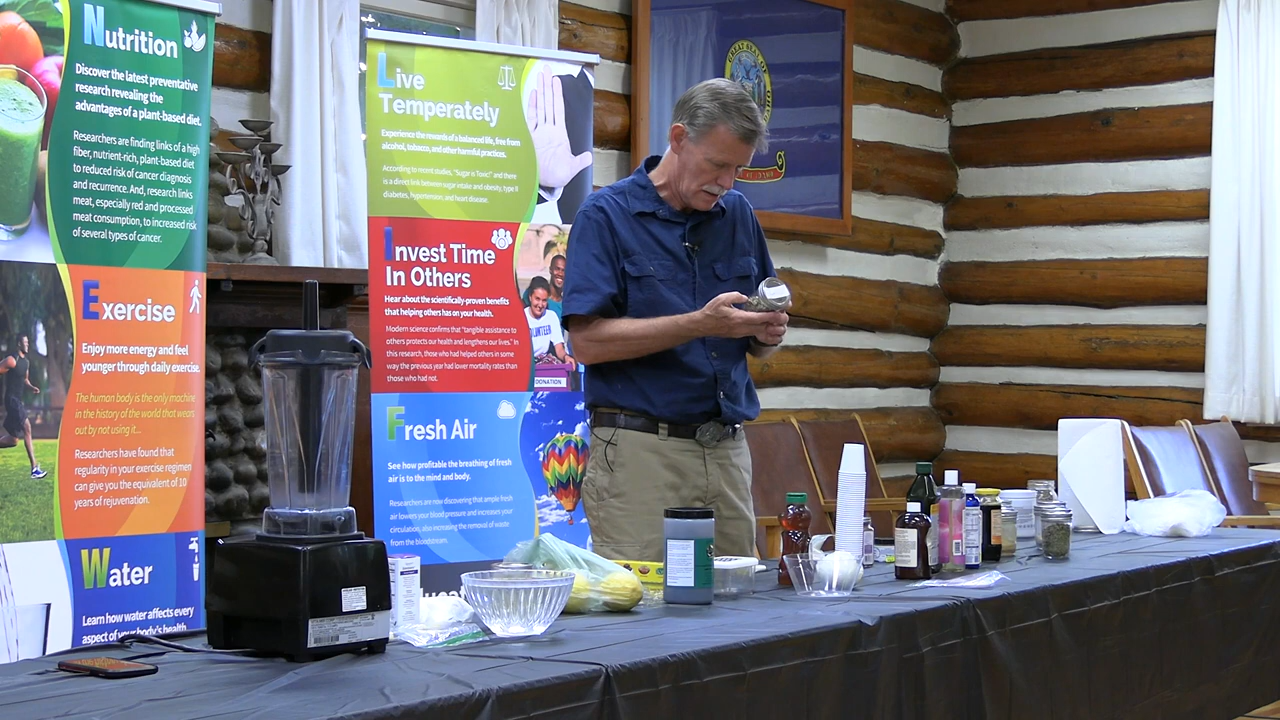 Nutrition
Discover the latest preventative
research revealing the
advantages of a plant-based diet.
Researchers are finding links of a high
fiber, nutrient-rich, plant-based diet
to reduced risk of cancer diagnosis
and recurrence. And, research links
meat, especially red and processed
meat consumption, to increased risk
of several types of cancer.
Exercise
Enjoy more energy and feel
younger through daily exercise.
The human body is the only machine
in the history of the world that wears
out by not using it...
Researchers have found that
regularity in your exercise regimen
can give you the equivalent of 10
years of rejuvenation.
Water
Learn how water affects every
aspect of your body's health
Live
Temperately
Experience the rewards of a balanced life, free from
alcohol, tobacco, and other harmful practices.
According to recent studies, "Sugar is Toxic!" and there
is a direct link between sugar intake and obesity, type II
diabetes, hypertension, and heart disease.
Invest Time
In Others
Hear about the scientifically-proven benefits
that helping others has on your health.
Modern science confirms that "tangible assistance to
others protects our health and lengthens our lives." In
this research, those who had helped others in some
way the previous year had lower mortality rates than
those who had not.
VOLUNTEER
DONATION
Fresh Air
See how profitable the breathing of fresh
air is to the mind and body.
Researchers are now discovering that ample fresh
air lowers your blood pressure and increases your
circulation, also increasing the removal of waste
from the bloodstream.